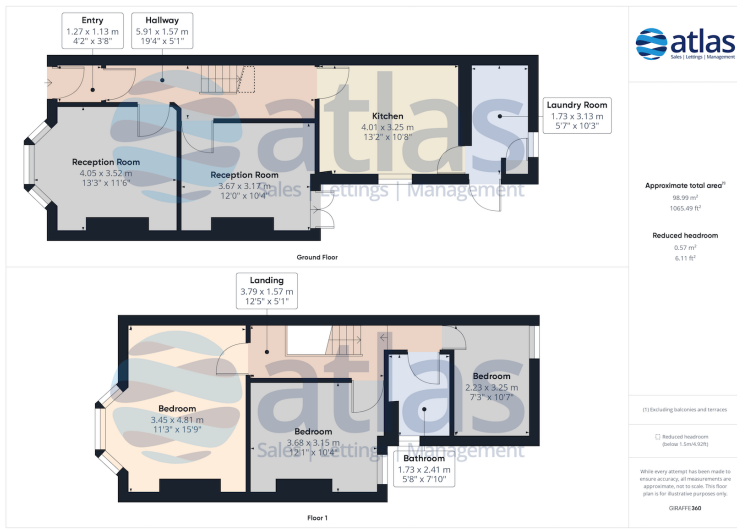 Entry
1.27 x 1.13 m
4'2" x 3'8"
Hallway
5.91 x 1.57 m
19'4" x 5'1"
Kitchen
4.01 x 3.25 m
13'2" x 10'8"
Laundry Room
1.73 x 3.13 m
5'7" x 10'3"
Reception Room
4.05 x 3.52 m
13'3" x 11'6"
Reception Room
3.67 x 3.17 m
12'0" x 10'4"
atlas
Sales | Lettings | Management
Ground Floor
Landing
3.79 x 1.57 m
12'5" x 5'1"
Bedroom
3.45 x 4.81 m
11'3" x 15'9"
Bedroom
3.68 x 3.15 m
12'1" x 10'4"
Bedroom
2.23 x 3.25 m
7'3" x 10'7"
Bathroom
1.73 x 2.41 m
5'8" x 7'10"
atlas
Sales | Lettings | Management
Floor 1
atlas
Sales | Lettings | Management
Approximate total area⁽¹⁾
98.99 m²
1065.49 ft²
Reduced headroom
0.57 m²
6.11 ft²
(1) Excluding balconies and terraces
Reduced headroom
(below 1.5m/4.92ft)
While every attempt has been made to
ensure accuracy, all measurements are
approximate, not to scale. This floor
plan is for illustrative purposes only.
GIRAFFE360